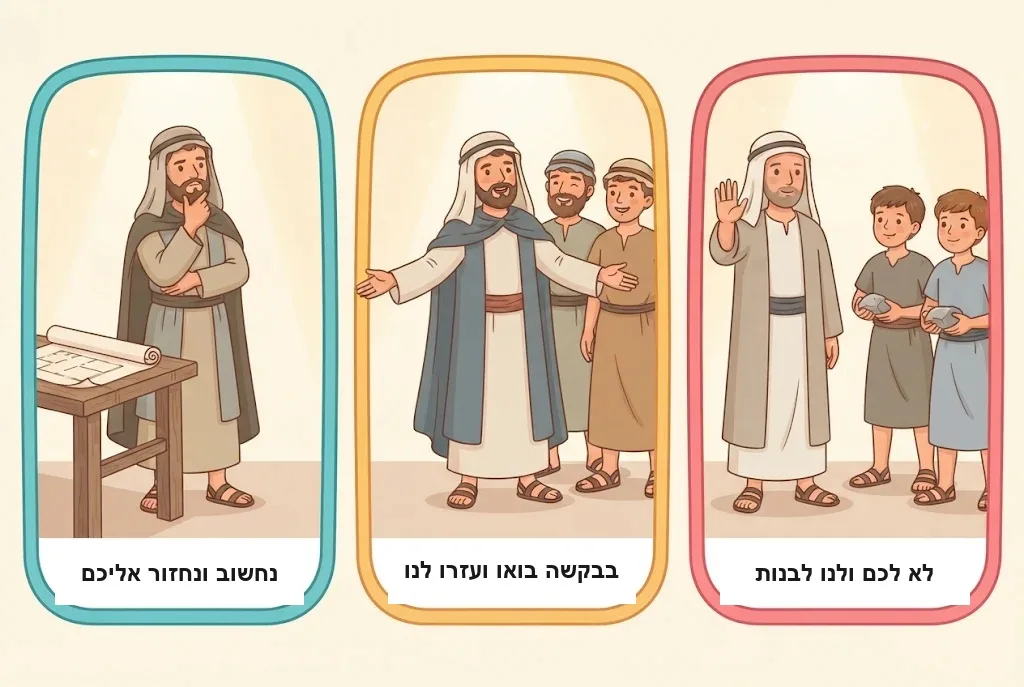 לא לכם ולנו לבנות
בבקשה בואו ועזרו לנו
נחשוב ונחזור אליכם